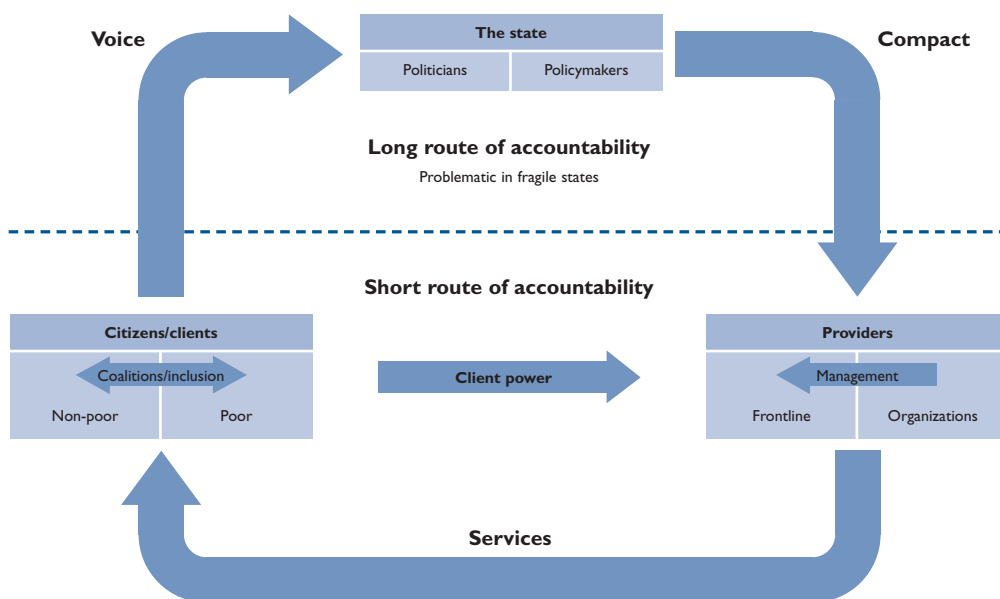 Voice
The state
Compact
Politicians
Policymakers
Long route of accountability
Problematic in fragile states
Short route of accountability
Citizens/clients
Coalitions/inclusion
Non-poor
Poor
Client power
Providers
Management
Frontline
Organizations
Services